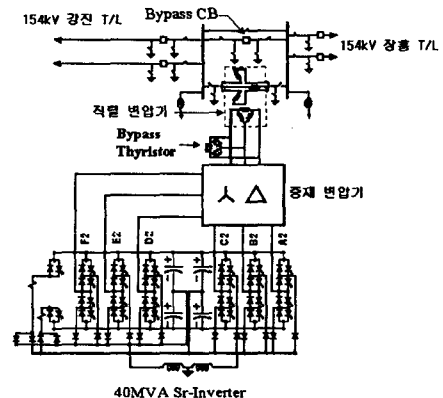 Bypass CB
154kV 강진 T/L
154kV 장흥 T/L
직렬 변압기
Bypass
Thyristor
중재 변압기
F2
E2
D2
C2
B2
A2
40MVA Sr-Inverter